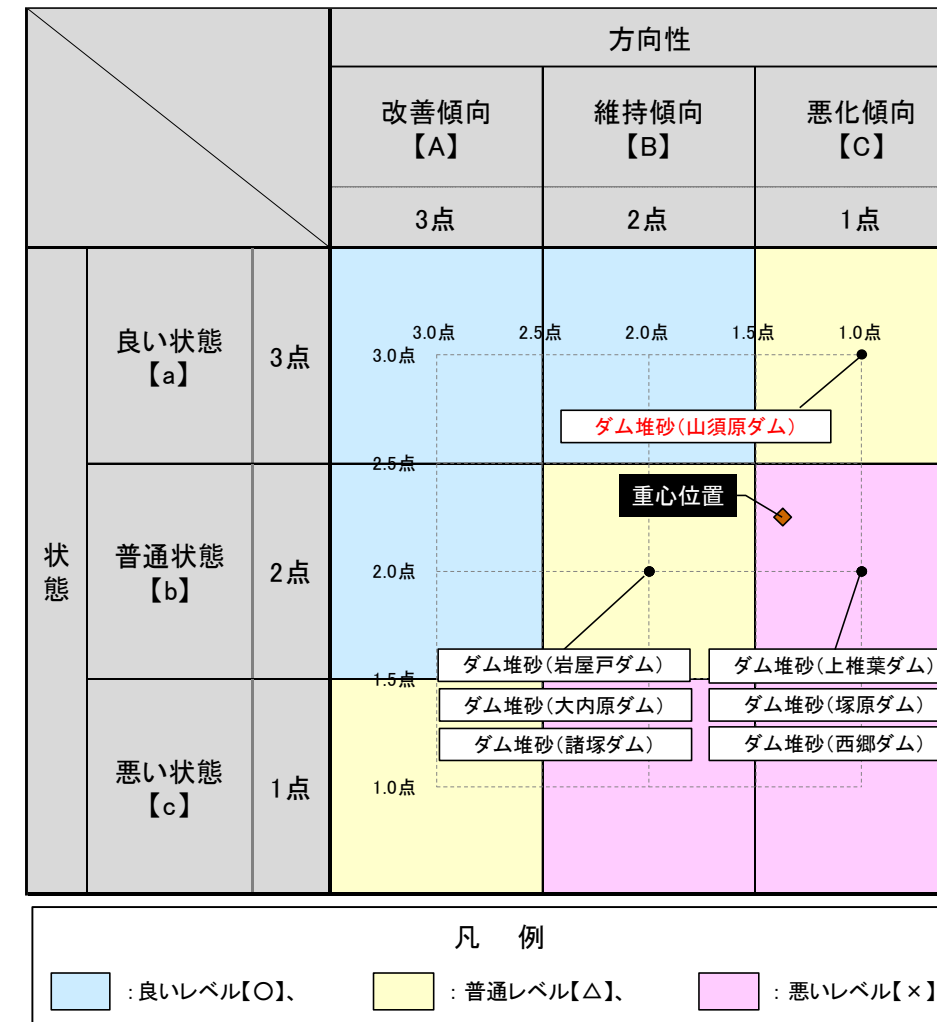 方向性
改善傾向
【A】
維持傾向
【B】
悪化傾向
【C】
3点
2点
1点
状態
良い状態
【a】
3点
普通状態
【b】
2点
悪い状態
【c】
1点
3.0点
2.5点
2.0点
1.5点
1.0点
3.0点
2.5点
2.0点
1.5点
1.0点
ダム堆砂(山須原ダム)
重心位置
ダム堆砂(岩屋戸ダム)
ダム堆砂(大内原ダム)
ダム堆砂(諸塚ダム)
ダム堆砂(上椎葉ダム)
ダム堆砂(塚原ダム)
ダム堆砂(西郷ダム)
凡 例
:良いレベル【〇】、
:普通レベル【△】、
:悪いレベル【×】